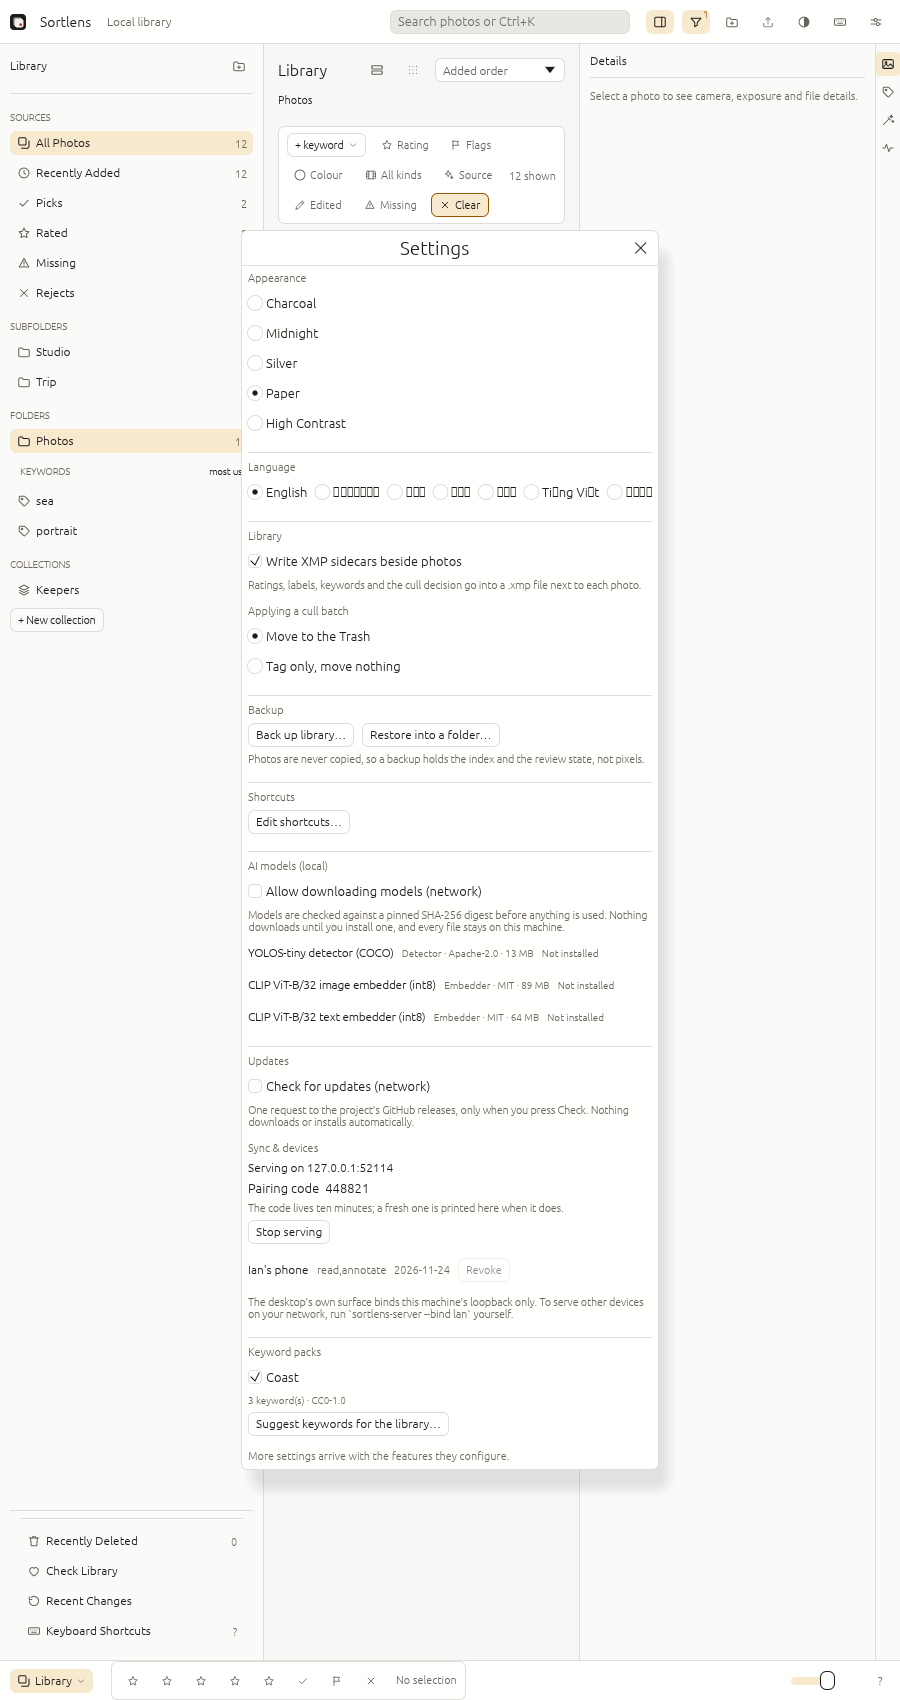 Sortlens
Local library
Search photos or Ctrl+K
1
Library
SOURCES
All Photos 12
Recently Added 12
Picks 2
Rated
Missing
Rejects
SUBFOLDERS
Studio
Trip
FOLDERS
Photos
KEYWORDS
sea
portrait
COLLECTIONS
Keepers
+ New collection
Library
Added order
Photos
+ keyword
Rating
Flags
Colour
All kinds
Source
12 shown
Edited
Missing
Clear
Details
Select a photo to see camera, exposure and file details.
Settings
Appearance
Charcoal
Midnight
Silver
Paper
High Contrast
Language
English
Library
Write XMP sidecars beside photos
Ratings, labels, keywords and the cull decision go into a .xmp file next to each photo.
Applying a cull batch
Move to the Trash
Tag only, move nothing
Backup
Back up library…
Restore into a folder…
Photos are never copied, so a backup holds the index and the review state, not pixels.
Shortcuts
Edit shortcuts…
AI models (local)
Allow downloading models (network)
Models are checked against a pinned SHA-256 digest before anything is used. Nothing
downloads until you install one, and every file stays on this machine.
YOLOS-tiny detector (COCO) Detector · Apache-2.0 · 13 MB Not installed
CLIP ViT-B/32 image embedder (int8) Embedder · MIT · 89 MB Not installed
CLIP ViT-B/32 text embedder (int8) Embedder · MIT · 64 MB Not installed
Updates
Check for updates (network)
One request to the project's GitHub releases, only when you press Check. Nothing
downloads or installs automatically.
Sync & devices
Serving on 127.0.0.1:52114
Pairing code 448821
The code lives ten minutes; a fresh one is printed here when it does.
Stop serving
Ian's phone read,annotate 2026-11-24 Revoke
The desktop's own surface binds this machine's loopback only. To serve other devices
on your network, run `sortlens-server --bind lan` yourself.
Keyword packs
Coast
3 keyword(s) · CC0-1.0
Suggest keywords for the library…
More settings arrive with the features they configure.
Recently Deleted 0
Check Library
Recent Changes
Keyboard Shortcuts ?
Library
No selection
?